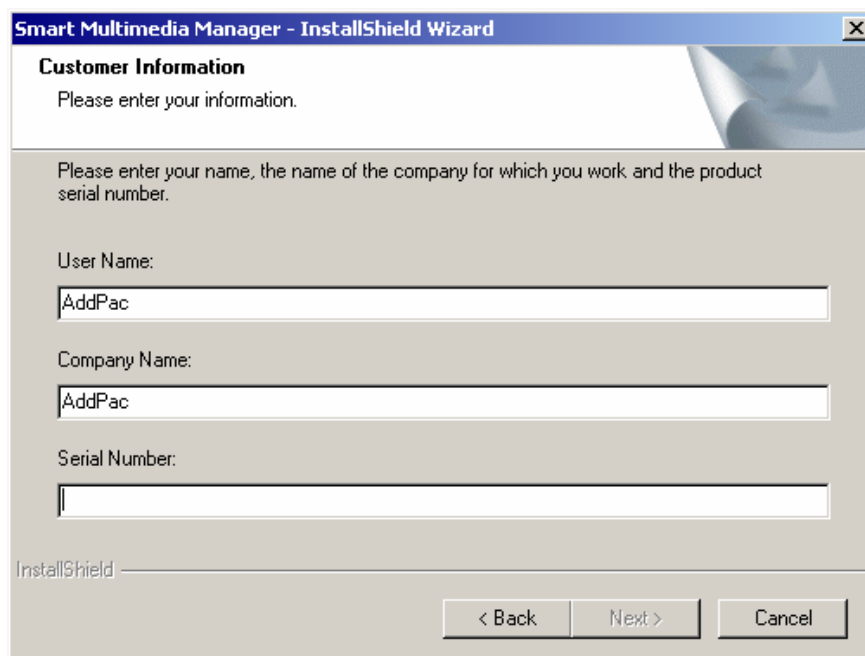 Smart Multimedia Manager - InstallShield Wizard
Customer Information
Please enter your information.
Please enter your name, the name of the company for which you work and the product
serial number.
User Name:
AddPac
Company Name:
AddPac
Serial Number:
InstallShield
< Back Next > Cancel